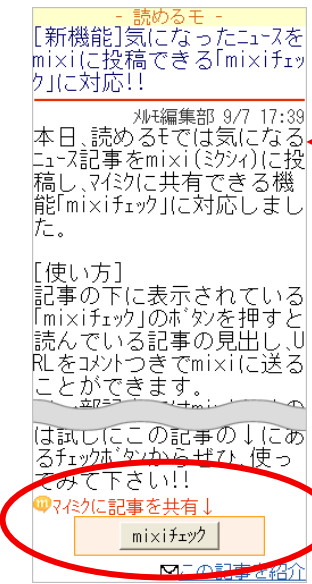 - 読めるモ -
[新機能]気になったﾆｭｰｽを
mixiに投稿できる｢mixiﾁｪｯ
ｸ｣に対応!!
ﾒﾙﾓ編集部 9/7 17:39
本日､読めるﾓでは気になる
ﾆｭｰｽ記事をmixi(ﾐｸｼｨ)に投
稿し､ﾏｲﾐｸに共有できる機
能｢mixiﾁｪｯｸ｣に対応しまし
た｡
[使い方]
記事の下に表示されている
｢mixiﾁｪｯｸ｣のﾎﾞﾀﾝを押すと
読んでいる記事の見出し､U
RLをｺﾒﾝﾄつきでmixiに送る
ことができます｡
は試しにこの記事の↓にあ
るﾁｪｯｸﾎﾞﾀﾝからぜひ､使っ
てみて下さい!!
m ﾏｲﾐｸに記事を共有↓
mixiﾁｪｯｸ
この記事を紹介